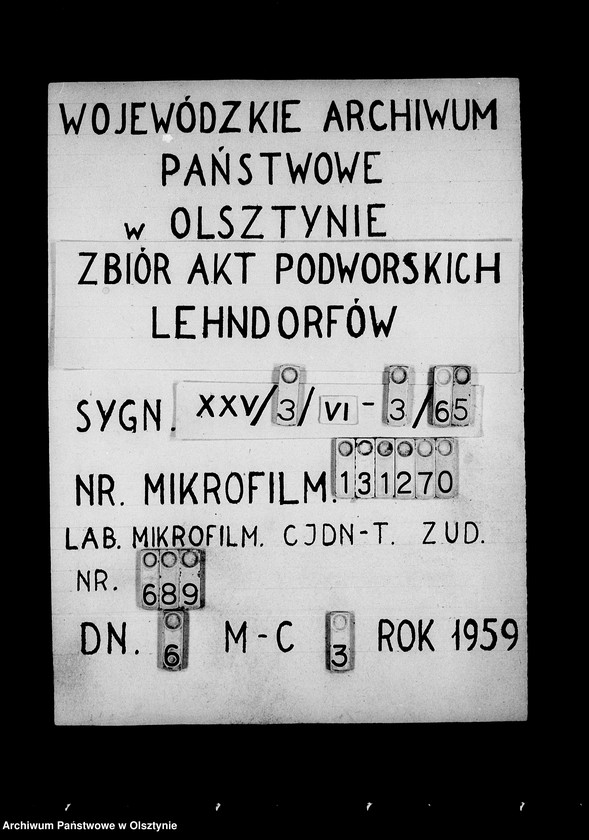 WOJEWÓDZKIE ARCHIWUM
PAŃSTWOWE
w OLSZTYNIE
ZBIÓR AKT PODWORSKICH
LEHNDORFÓW
SYGN. XXV/3/VI-3/65
NR. MIKROFILM. 131270
LAB. MIKROFILM. CJDN-T. ZUD.
NR. 689
DN. 6 M-C 3 ROK 1959
Archiwum Państwowe w Olsztynie